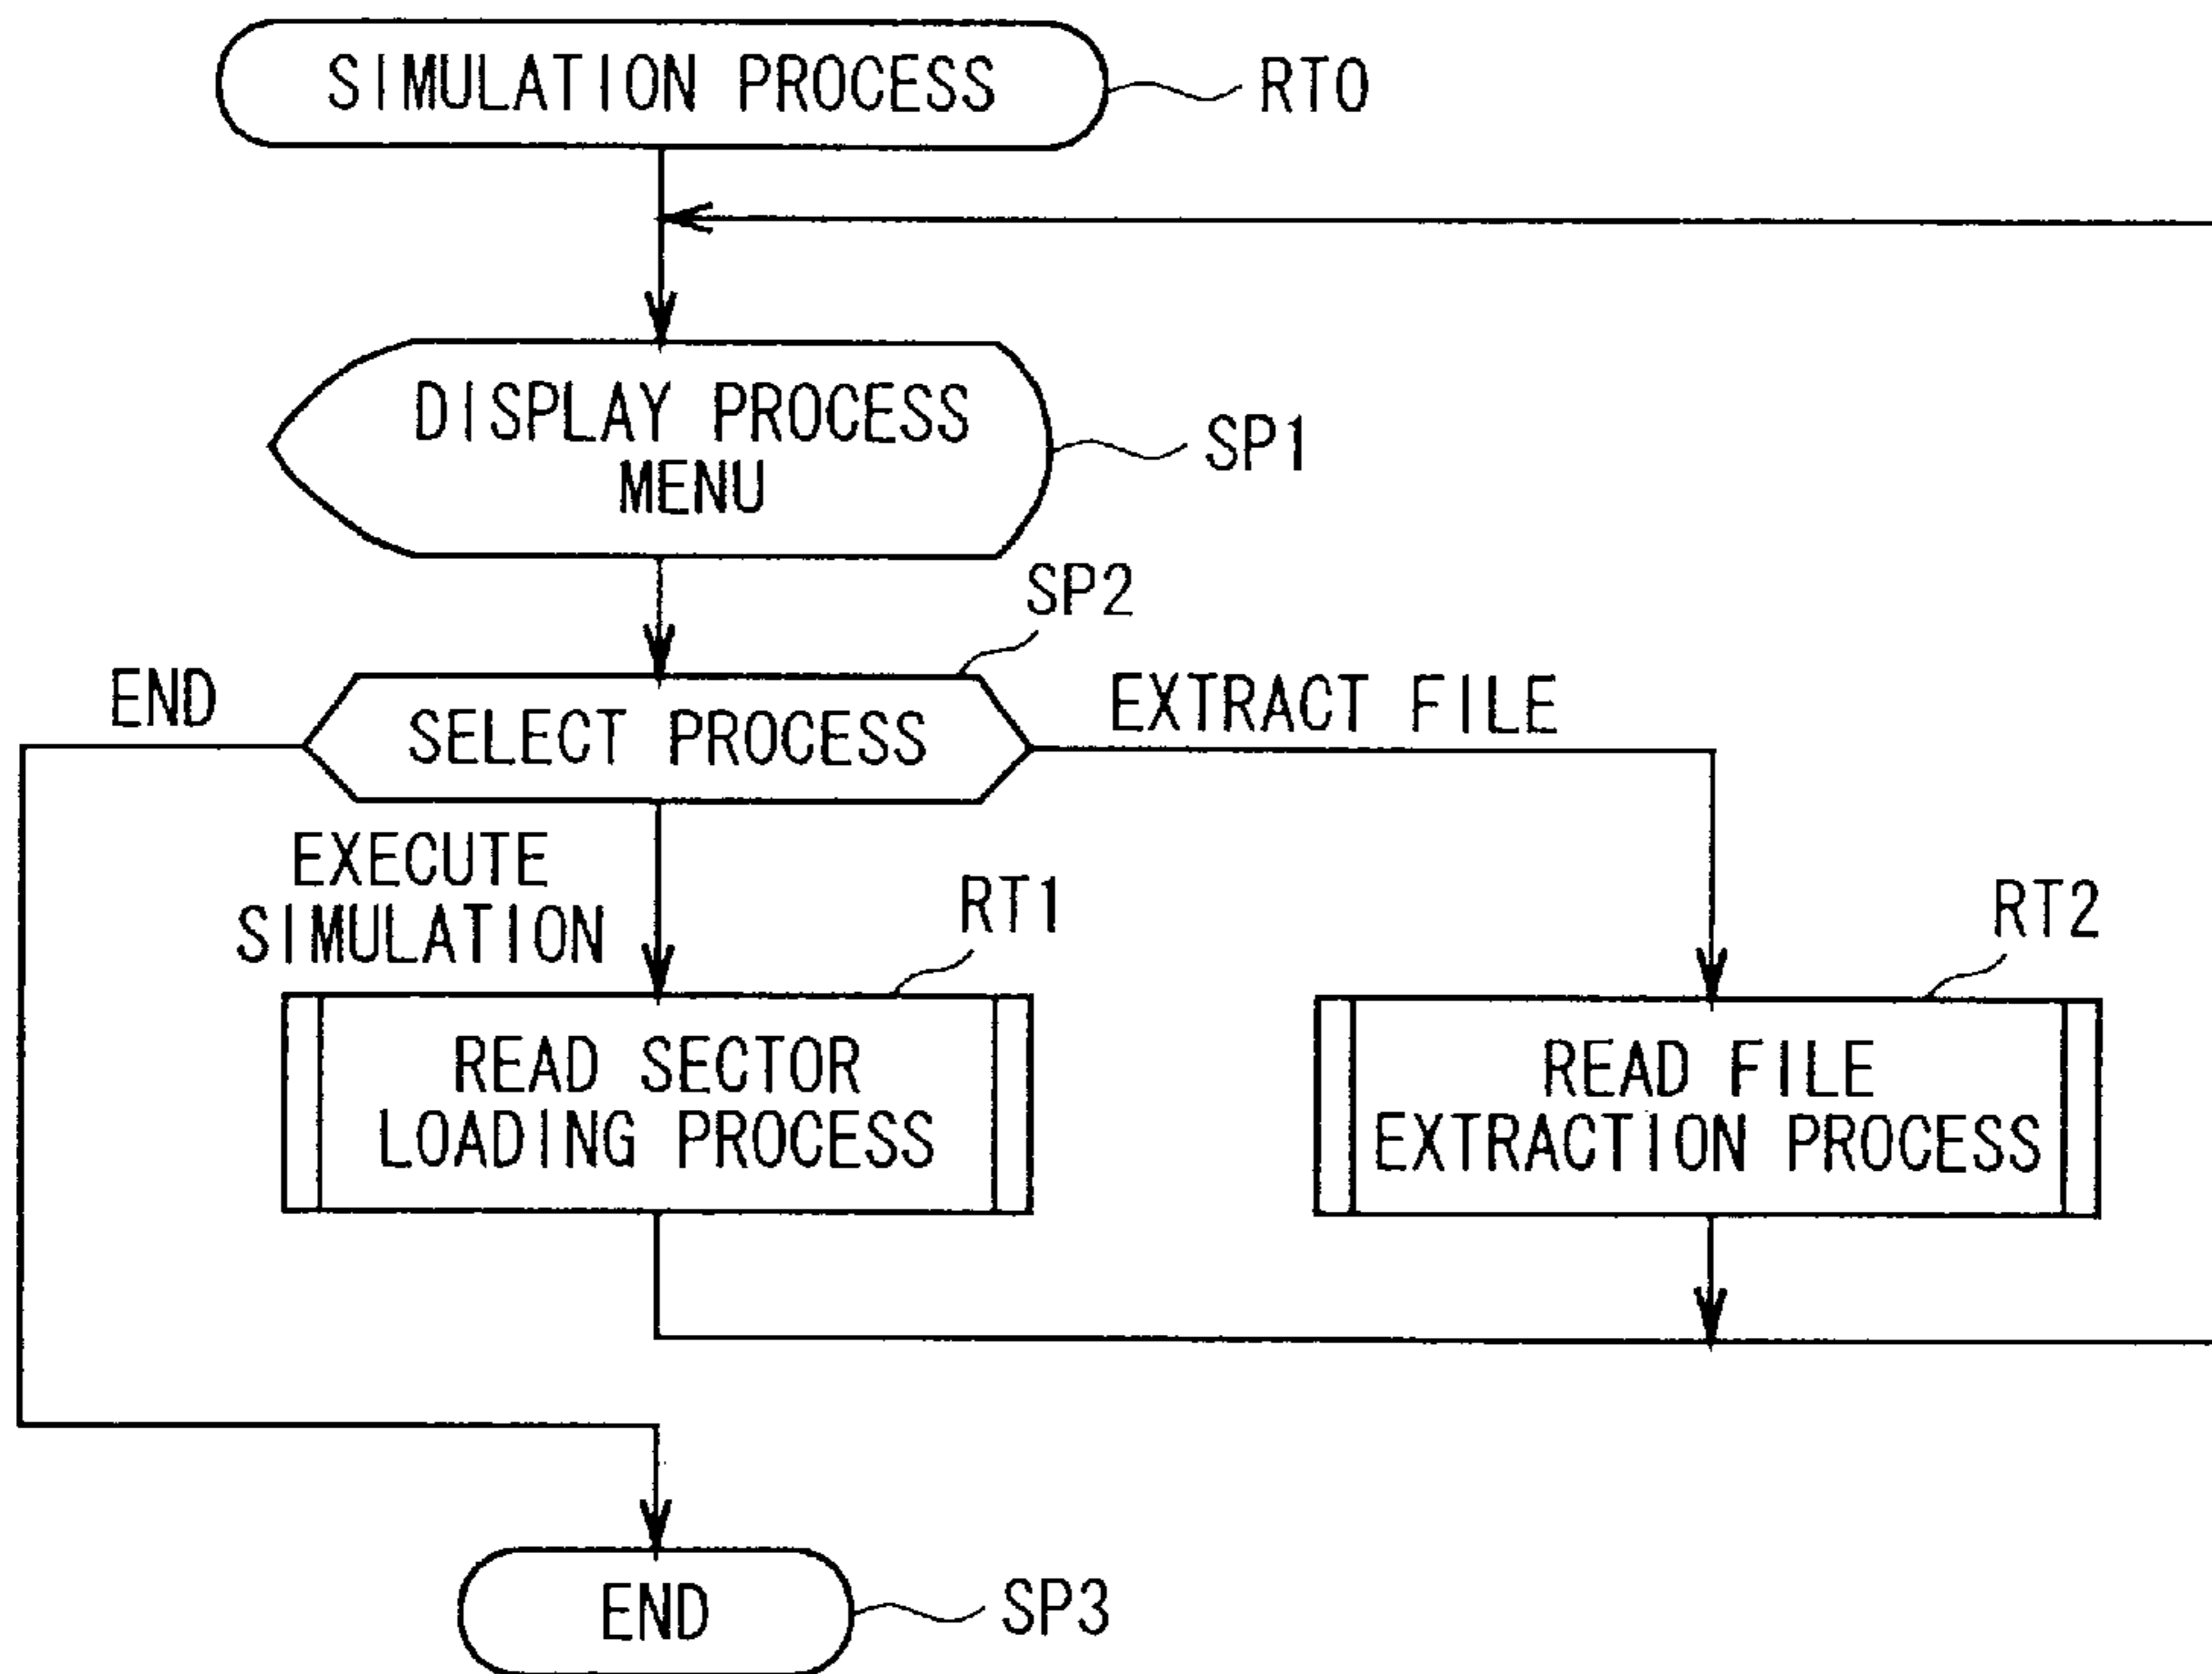 SIMULATION PROCESS
RT0
DISPLAY PROCESS
MENU
SP1
SP2
END
SELECT PROCESS
EXTRACT FILE
EXECUTE
SIMULATION
RT1
RT2
READ SECTOR
LOADING PROCESS
READ FILE
EXTRACTION PROCESS
END
SP3